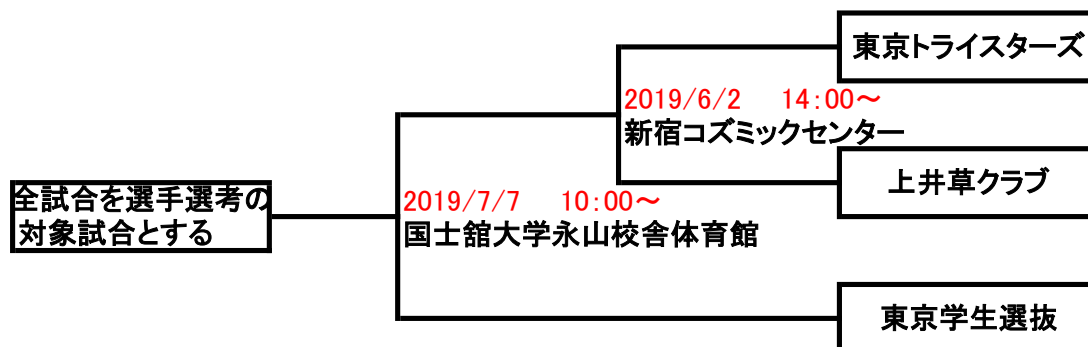 東京トライスターズ
2019/6/2　14:00～
新宿コズミックセンター
上井草クラブ
全試合を選手選考の
対象試合とする
2019/7/7　10:00～
国士舘大学永山校舎体育館
東京学生選抜